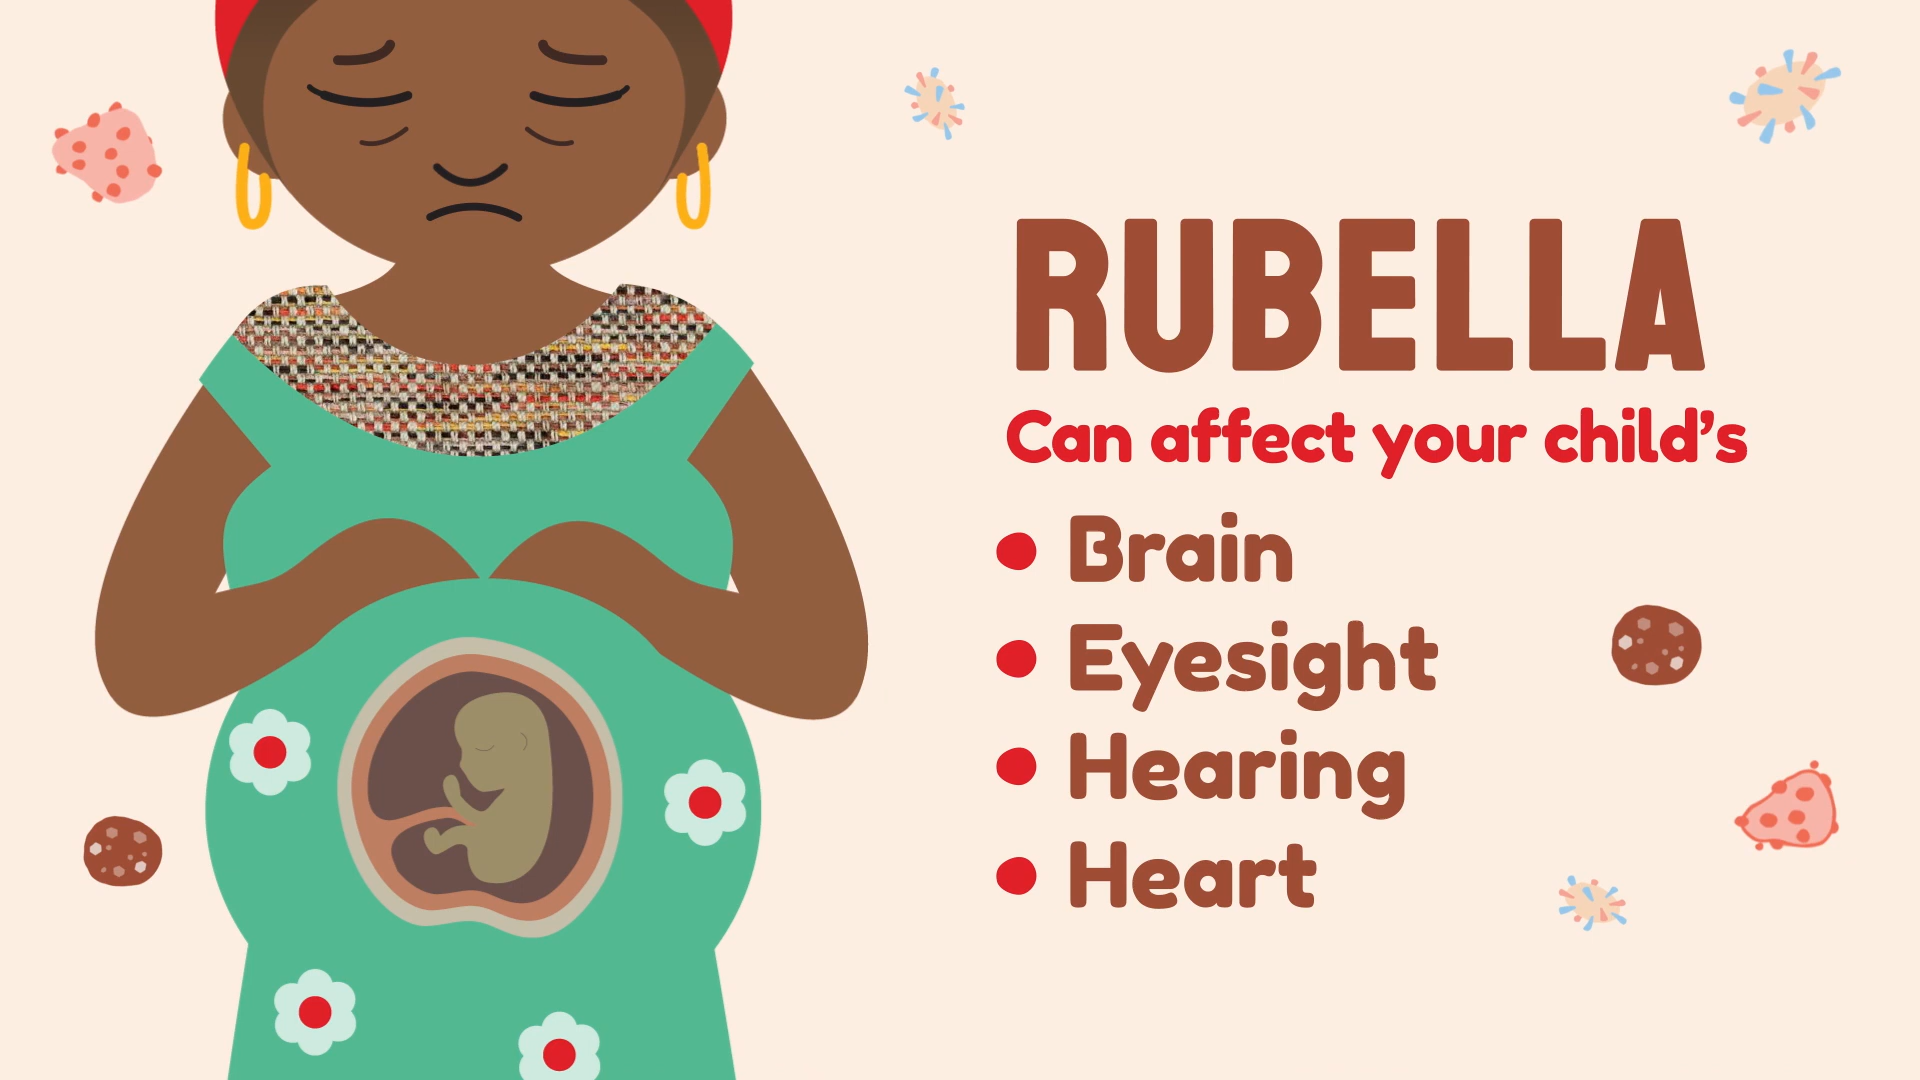 RUBELLA
Can affect your child’s
• Brain
• Eyesight
• Hearing
• Heart